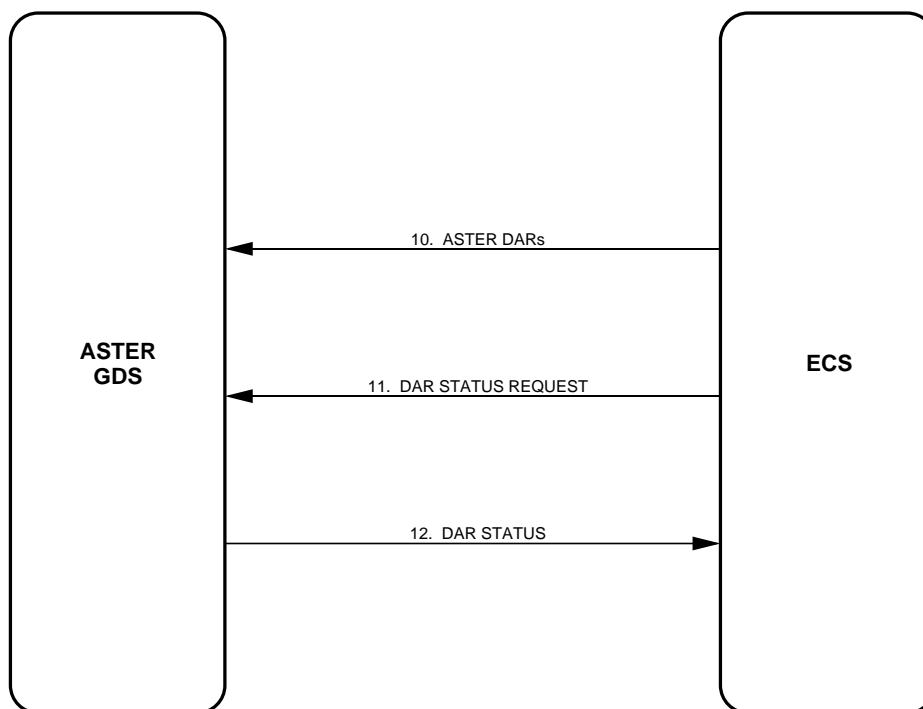 10. ASTER DARs
ASTER
GDS
ECS
11. DAR STATUS REQUEST
12. DAR STATUS